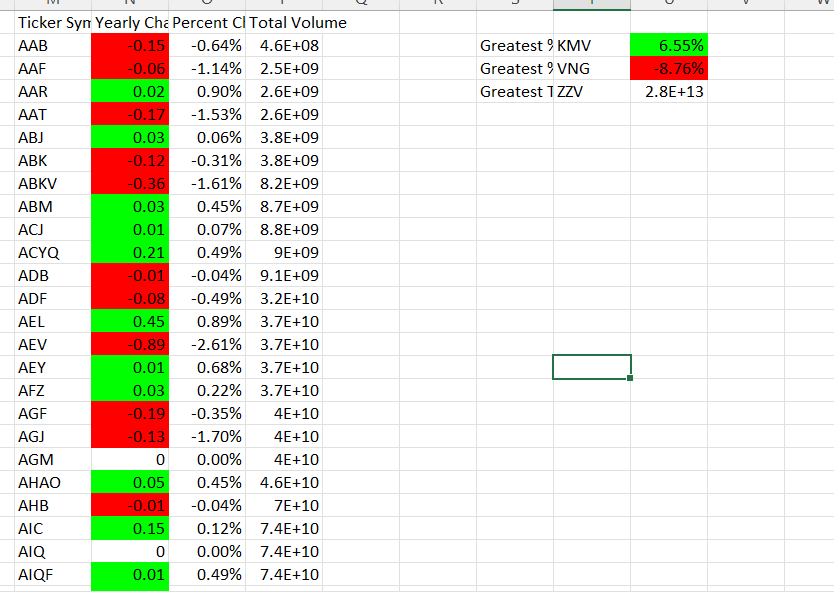 Ticker Sym Yearly Cha Percent Cl Total Volume
AAB -0.15 -0.64% 4.6E+08 Greatest % KMV 6.55%
AAF -0.06 -1.14% 2.5E+09 Greatest % VNG -8.76%
AAR 0.02 0.90% 2.6E+09 Greatest T ZZV 2.8E+13
AAT -0.17 -1.53% 2.6E+09
ABJ 0.03 0.06% 3.8E+09
ABK -0.12 -0.31% 3.8E+09
ABKV -0.36 -1.61% 8.2E+09
ABM 0.03 0.45% 8.7E+09
ACJ 0.01 0.07% 8.8E+09
ACYQ 0.21 0.49% 9E+09
ADB -0.01 -0.04% 9.1E+09
ADF -0.08 -0.49% 3.2E+10
AEL 0.45 0.89% 3.7E+10
AEV -0.89 -2.61% 3.7E+10
AEY 0.01 0.68% 3.7E+10
AFZ 0.03 0.22% 3.7E+10
AGF -0.19 -0.35% 4E+10
AGJ -0.13 -1.70% 4E+10
AGM 0 0.00% 4E+10
AHAO 0.05 0.45% 4.6E+10
AHB -0.01 -0.04% 7E+10
AIC 0.15 0.12% 7.4E+10
AIQ 0 0.00% 7.4E+10
AIQF 0.01 0.49% 7.4E+10